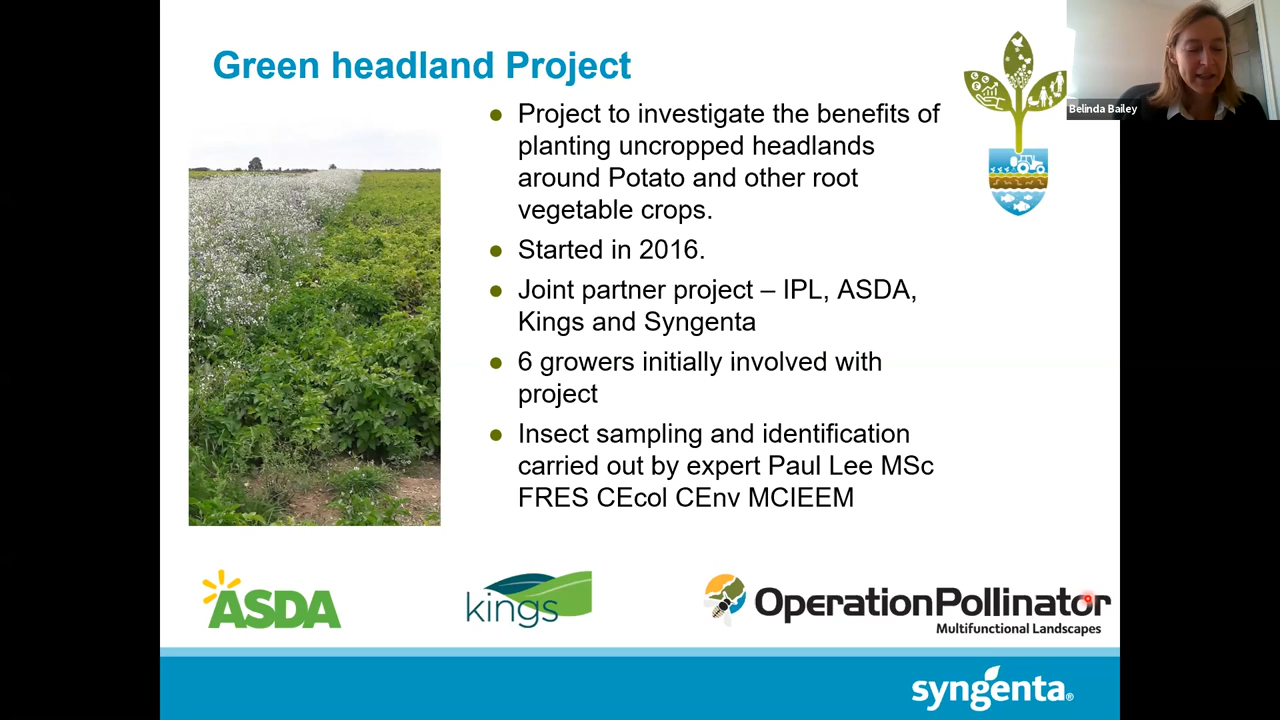 Green headland Project
Belinda Bailey
● Project to investigate the benefits of
planting uncropped headlands
around Potato and other root
vegetable crops.
● Started in 2016.
● Joint partner project – IPL, ASDA,
Kings and Syngenta
● 6 growers initially involved with
project
● Insect sampling and identification
carried out by expert Paul Lee MSc
FRES CEcol CEnv MCIEEM
ASDA
kings
OperationPollinator
Multifunctional Landscapes
syngenta®